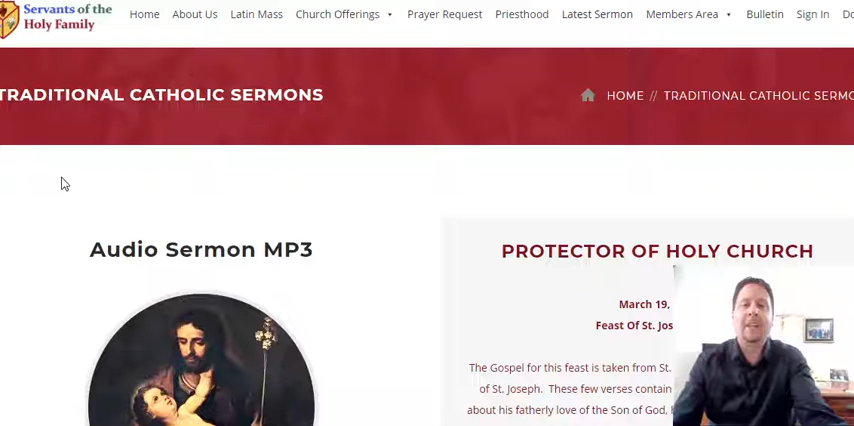 Servants of the
Holy Family
Home About Us Latin Mass Church Offerings Prayer Request Priesthood Latest Sermon Members Area Bulletin Sign In
TRADITIONAL CATHOLIC SERMONS
HOME // TRADITIONAL CATHOLIC SERMO
Audio Sermon MP3
PROTECTOR OF HOLY CHURCH
March 19,
Feast Of St. Jos
The Gospel for this feast is taken from St.
of St. Joseph. These few verses contain
about his fatherly love of the Son of God,